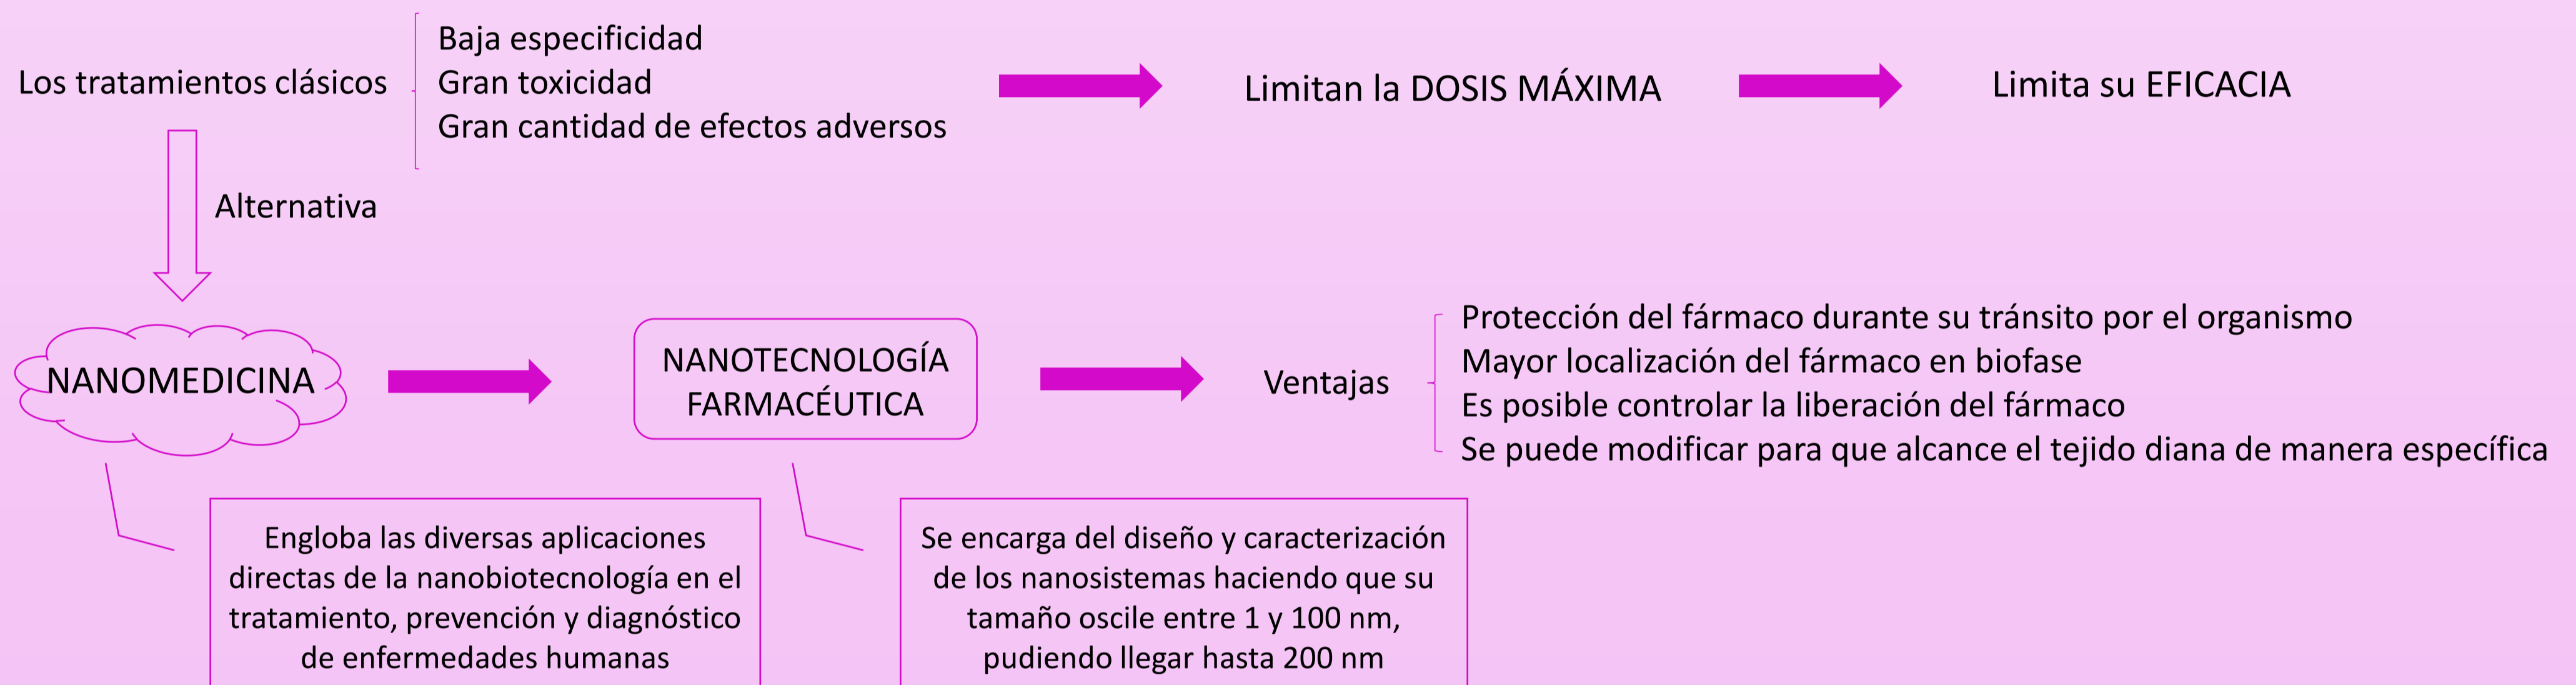 Los tratamientos clásicos
Baja especificidad
Gran toxicidad
Gran cantidad de efectos adversos
Limitan la DOSIS MÁXIMA
Limita su EFICACIA
Alternativa
NANOMEDICINA
NANOTECNOLOGÍA
FARMACÉUTICA
Ventajas
Protección del fármaco durante su tránsito por el organismo
Mayor localización del fármaco en biofase
Es posible controlar la liberación del fármaco
Se puede modificar para que alcance el tejido diana de manera específica
Engloba las diversas aplicaciones
directas de la nanobiotecnología en el
tratamiento, prevención y diagnóstico
de enfermedades humanas
Se encarga del diseño y caracterización
de los nanosistemas haciendo que su
tamaño oscile entre 1 y 100 nm,
pudiendo llegar hasta 200 nm